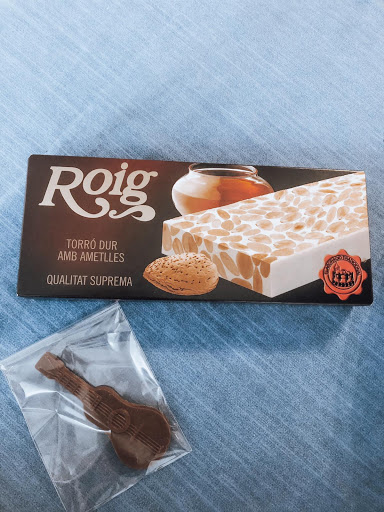 Roig
TORRÓ DUR
AMB AMETLLES
QUALITAT SUPREMA